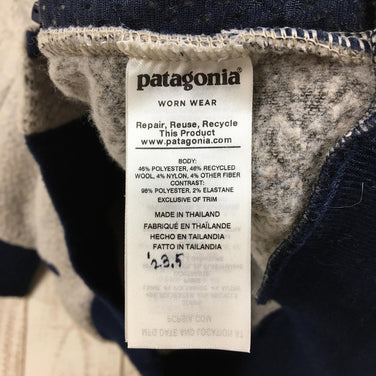 patagonia®
WORN WEAR
Repair, Reuse, Recycle
This Product
www.patagonia.com
BODY:
46% POLYESTER, 46% RECYCLED
WOOL, 4% NYLON, 4% OTHER FIBER
CONTRAST:
98% POLYESTER, 2% ELASTANE
EXCLUSIVE OF TRIM
MADE IN THAILAND
FABRIQUÉ EN THAÏLANDE
HECHO EN TAILANDIA
FATTO IN TAILANDIA
'23.5